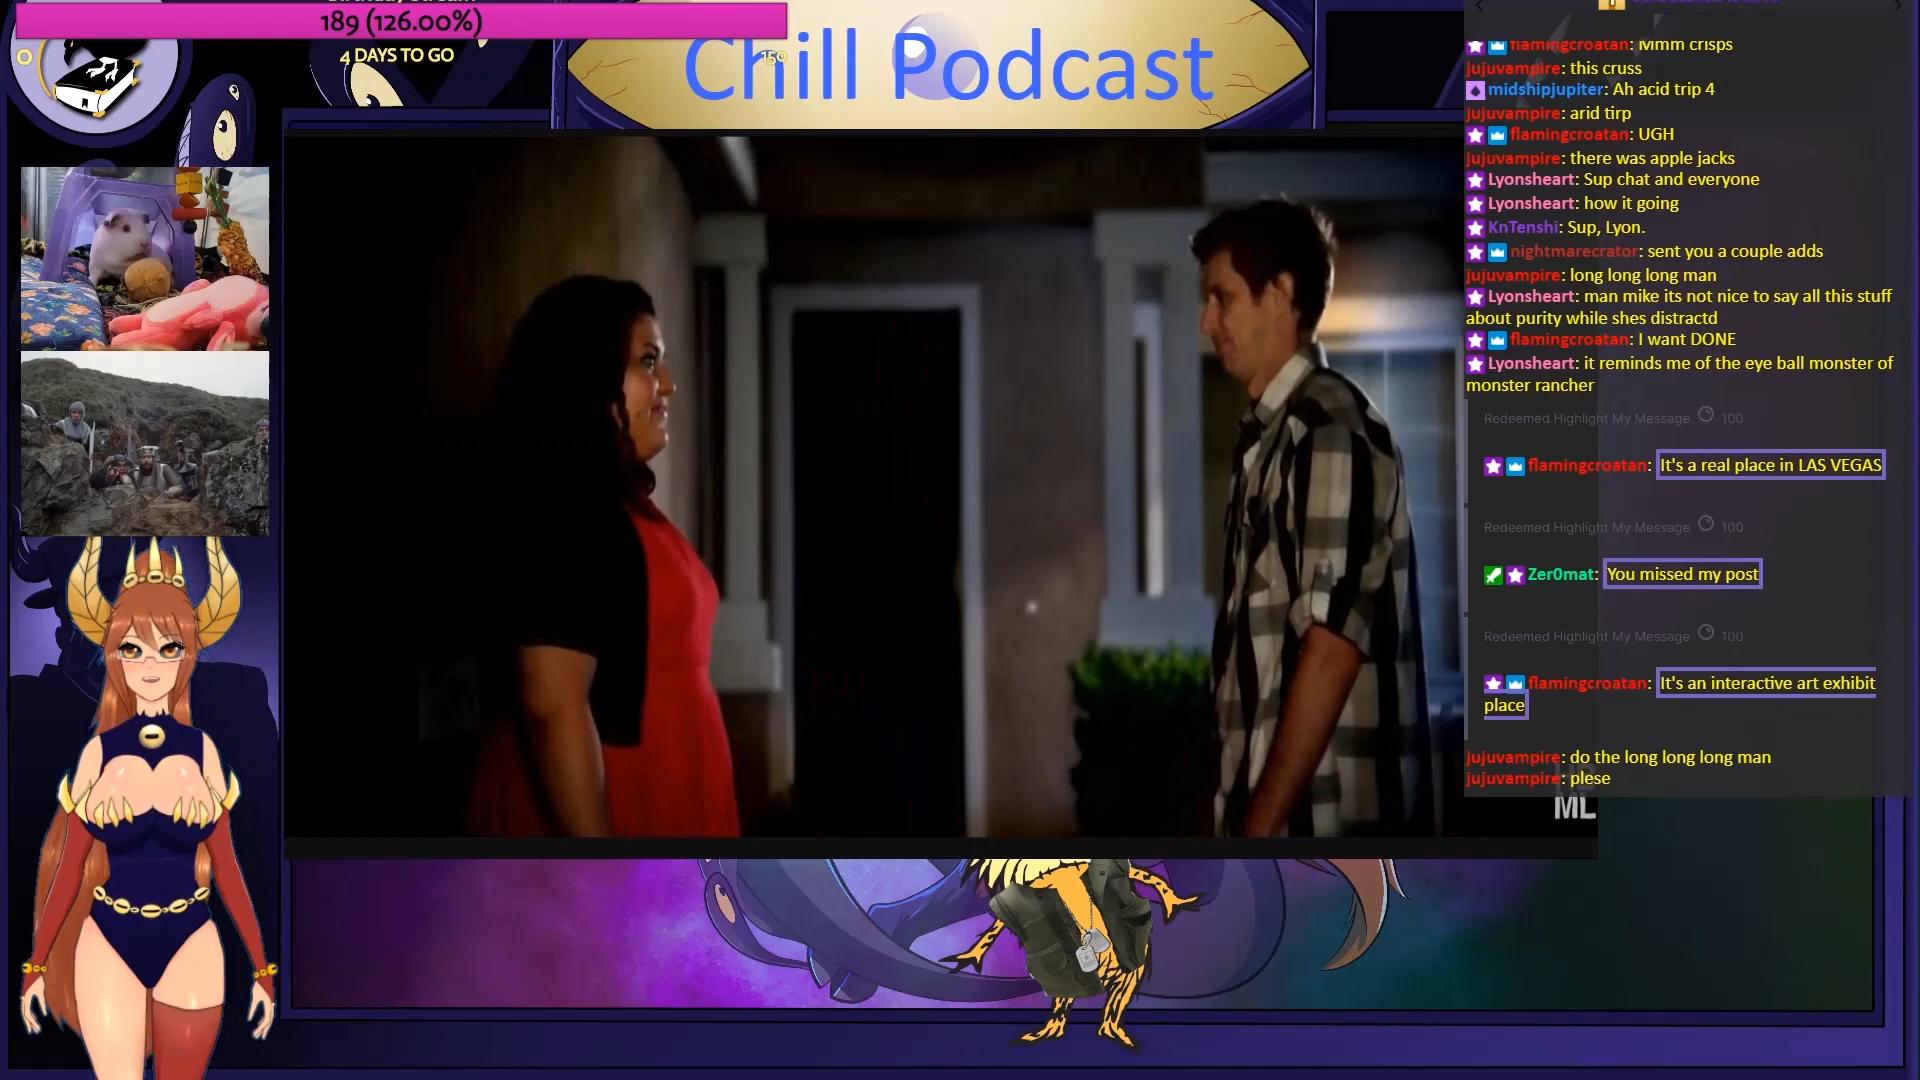 189 (126.00%)
4 DAYS TO GO
0
150
Chill Podcast
flamingcroatan: Mmm crisps
jujuvampire: this cruss
midshipjupiter: Ah acid trip 4
jujuvampire: arid tirp
flamingcroatan: UGH
jujuvampire: there was apple jacks
Lyonsheart: Sup chat and everyone
Lyonsheart: how it going
KnTenshi: Sup, Lyon.
nightmarecrator: sent you a couple adds
jujuvampire: long long long man
Lyonsheart: man mike its not nice to say all this stuff
about purity while shes distractd
flamingcroatan: I want DONE
Lyonsheart: it reminds me of the eye ball monster of
monster rancher
Redeemed Highlight My Message 100
flamingcroatan: It's a real place in LAS VEGAS
Redeemed Highlight My Message 100
Zer0mat: You missed my post
Redeemed Highlight My Message 100
flamingcroatan: It's an interactive art exhibit
place
jujuvampire: do the long long long man
jujuvampire: plese
ML